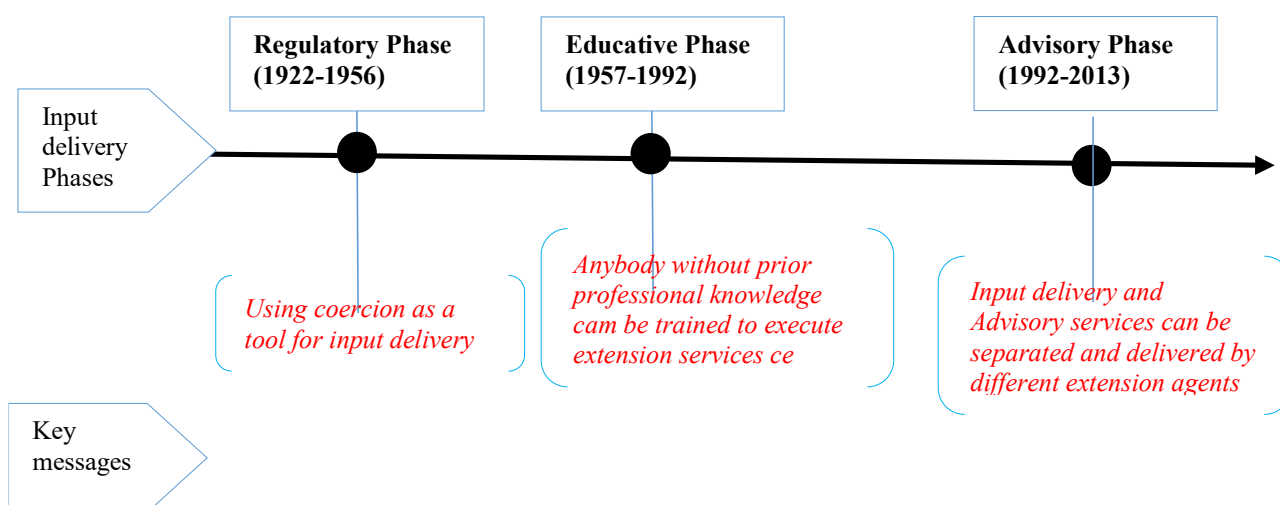 Regulatory Phase
(1922-1956)
Educative Phase
(1957-1992)
Advisory Phase
(1992-2013)
Input
delivery
Phases
Using coercion as a
tool for input delivery
Anybody without prior
professional knowledge
cam be trained to execute
extension services ce
Input delivery and
Advisory services can be
separated and delivered by
different extension agents
Key
messages